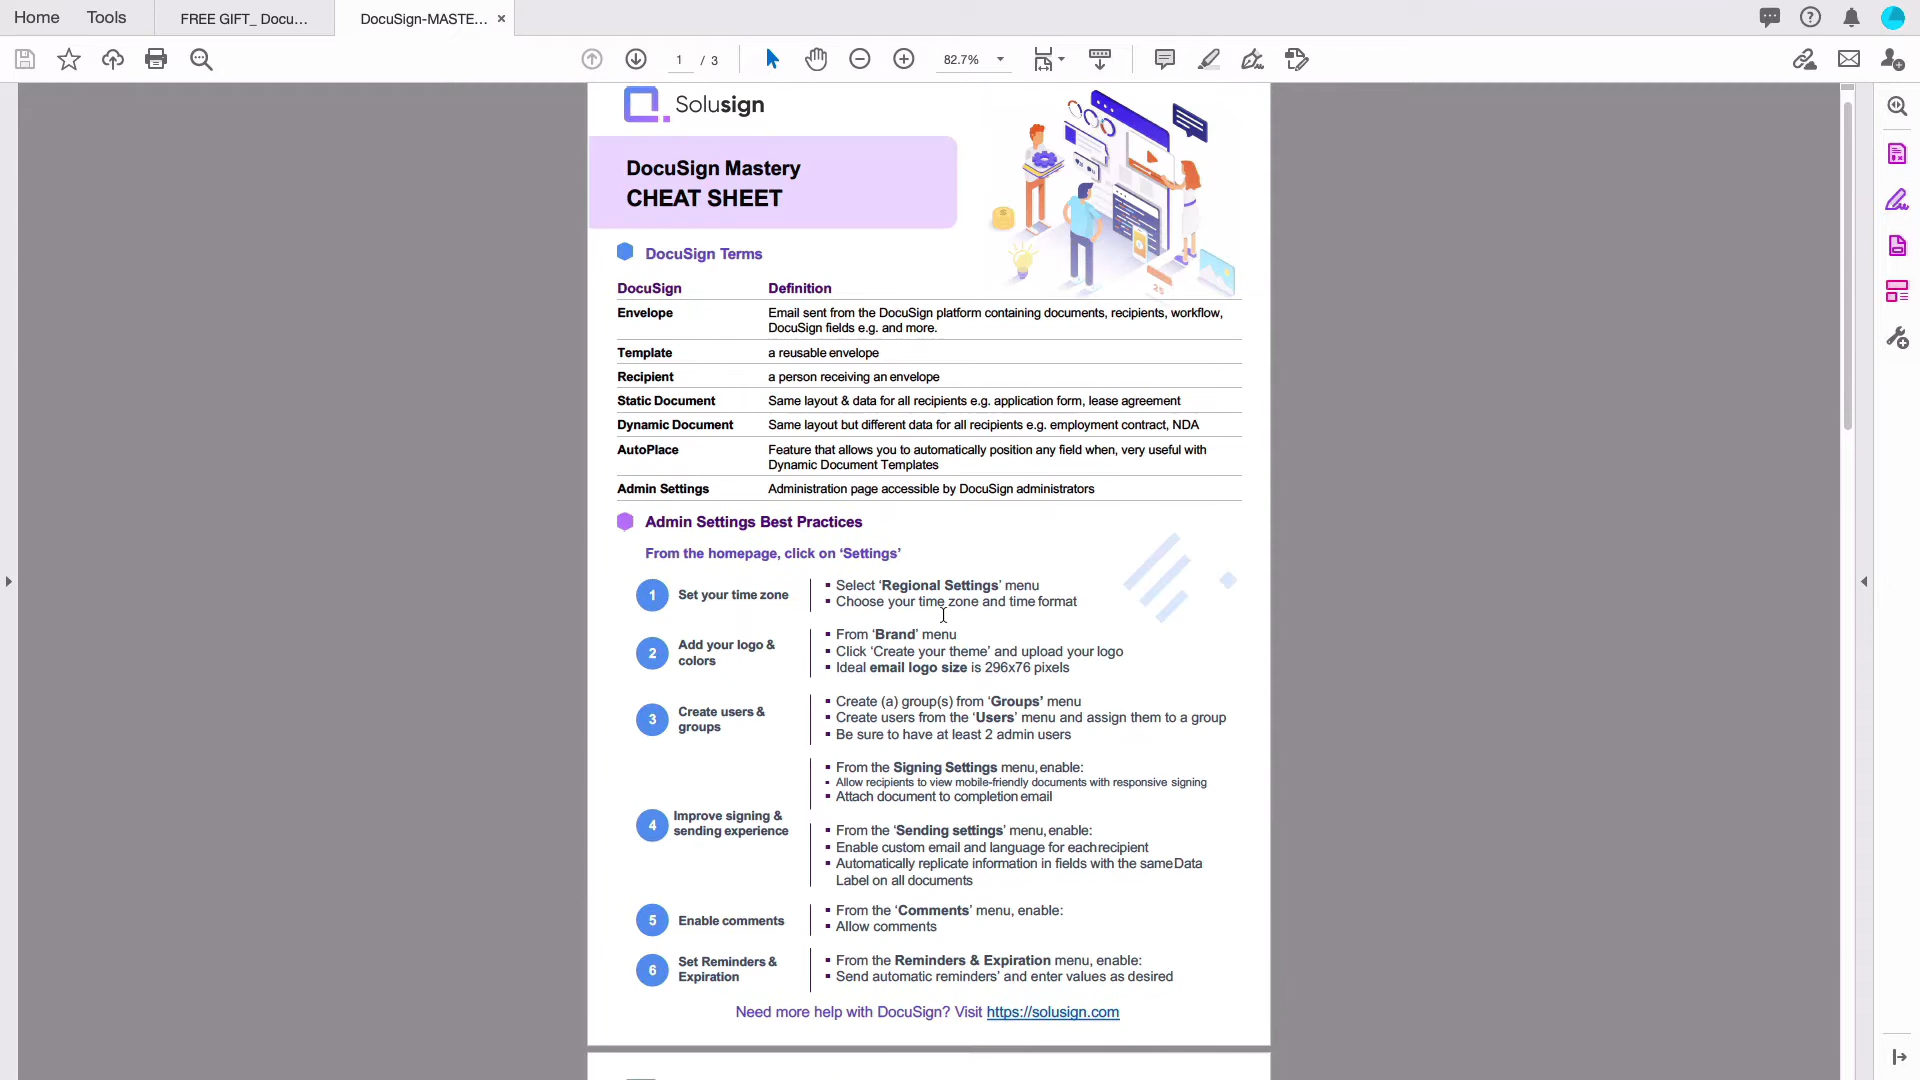 Home Tools FREE GIFT_ Docu... DocuSign-MASTE... ×
1 / 3 82.7%
Solusign
DocuSign Mastery
CHEAT SHEET
DocuSign Terms
DocuSign Definition
Envelope Email sent from the DocuSign platform containing documents, recipients, workflow,
DocuSign fields e.g. and more.
Template a reusable envelope
Recipient a person receiving an envelope
Static Document Same layout & data for all recipients e.g. application form, lease agreement
Dynamic Document Same layout but different data for all recipients e.g. employment contract, NDA
AutoPlace Feature that allows you to automatically position any field when, very useful with
Dynamic Document Templates
Admin Settings Administration page accessible by DocuSign administrators
Admin Settings Best Practices
From the homepage, click on ‘Settings’
1 Set your time zone
▪ Select ‘Regional Settings’ menu
▪ Choose your time zone and time format
2 Add your logo &
colors
▪ From ‘Brand’ menu
▪ Click ‘Create your theme’ and upload your logo
▪ Ideal email logo size is 296x76 pixels
3 Create users &
groups
▪ Create (a) group(s) from ‘Groups’ menu
▪ Create users from the ‘Users’ menu and assign them to a group
▪ Be sure to have at least 2 admin users
4 Improve signing &
sending experience
▪ From the Signing Settings menu, enable:
▪ Allow recipients to view mobile-friendly documents with responsive signing
▪ Attach document to completion email
▪ From the ‘Sending settings’ menu, enable:
▪ Enable custom email and language for each recipient
▪ Automatically replicate information in fields with the same Data
Label on all documents
5 Enable comments
▪ From the ‘Comments’ menu, enable:
▪ Allow comments
6 Set Reminders &
Expiration
▪ From the Reminders & Expiration menu, enable:
▪ Send automatic reminders’ and enter values as desired
Need more help with DocuSign? Visit https://solusign.com